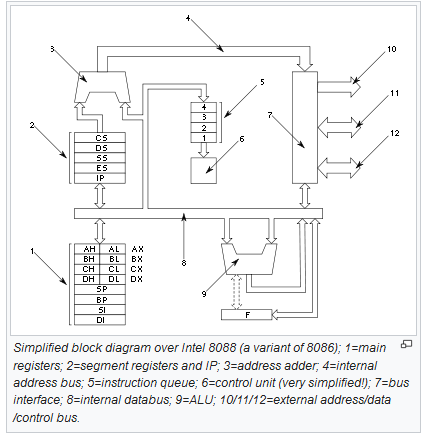 4
3
10
5
2
4
3
2
1
11
7
CS
DS
SS
ES
IP
6
12
1
AH AL AX
BH BL BX
CH CL CX
DH DL DX
SP
BP
SI
DI
8
9
F
Simplified block diagram over Intel 8088 (a variant of 8086); 1=main
registers; 2=segment registers and IP; 3=address adder; 4=internal
address bus; 5=instruction queue; 6=control unit (very simplified!); 7=bus
interface; 8=internal databus; 9=ALU; 10/11/12=external address/data
/control bus.